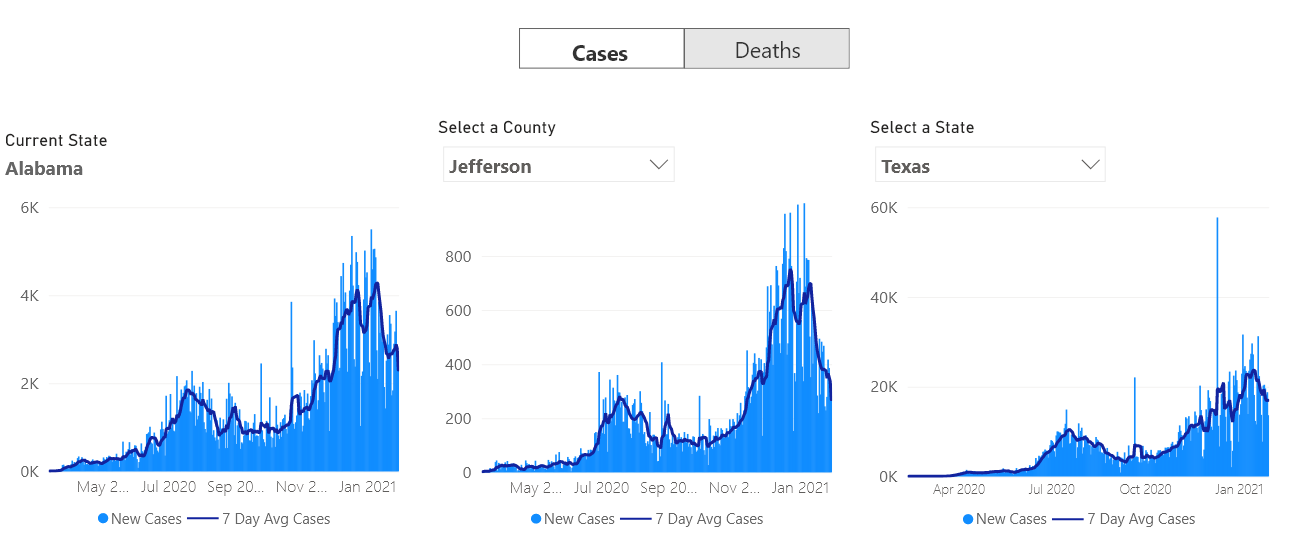 Cases Deaths
Current State
Alabama
Select a County
Jefferson
Select a State
Texas
6K
4K
2K
0K
May 2... Jul 2020 Sep 20... Nov 2... Jan 2021
New Cases 7 Day Avg Cases
800
600
400
200
0
May 2... Jul 2020 Sep 20... Nov 2... Jan 2021
New Cases 7 Day Avg Cases
60K
40K
20K
0K
Apr 2020 Jul 2020 Oct 2020 Jan 2021
New Cases 7 Day Avg Cases